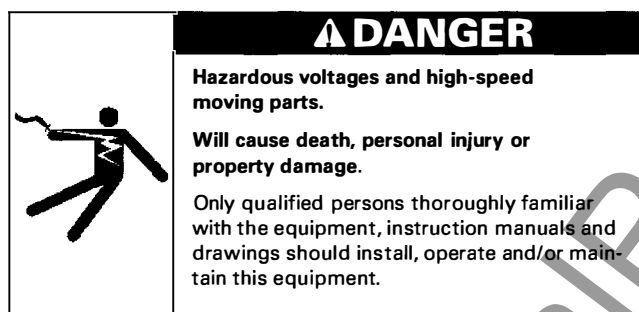 ⚠ DANGER
Hazardous voltages and high-speed
moving parts.
Will cause death, personal injury or
property damage.
Only qualified persons thoroughly familiar
with the equipment, instruction manuals and
drawings should install, operate and/or main-
tain this equipment.